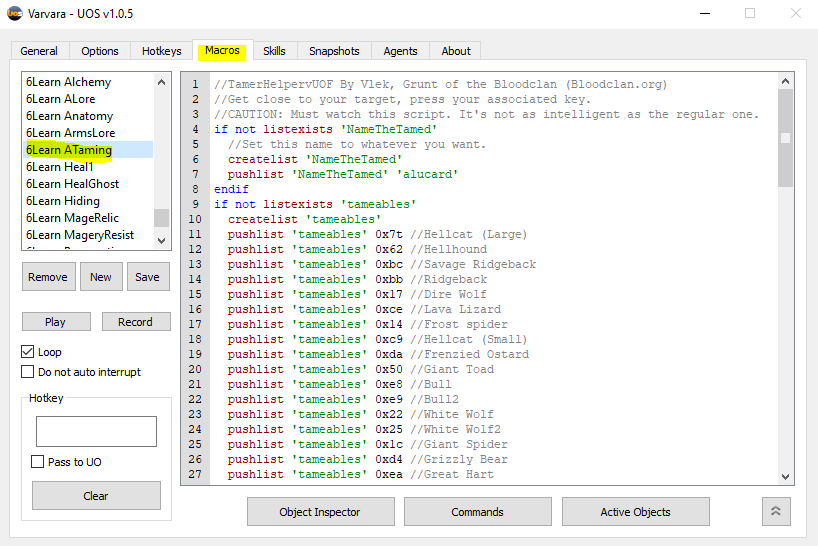 UOS Varvara - UOS v1.0.5
General Options Hotkeys Macros Skills Snapshots Agents About
6Learn Alchemy
6Learn ALore
6Learn Anatomy
6Learn ArmsLore
6Learn ATaming
6Learn Heal1
6Learn HealGhost
6Learn Hiding
6Learn MageRelic
6Learn MageryResist
Remove New Save
Play Record
Loop
Do not auto interrupt
Hotkey
Pass to UO
Clear
1 //TamerHelpervUOF By Vlek, Grunt of the Bloodclan (Bloodclan.org)
2 //Get close to your target, press your associated key.
3 //CAUTION: Must watch this script. It's not as intelligent as the regular one.
4 if not listexists 'NameTheTamed'
5 //Set this name to whatever you want.
6 createlist 'NameTheTamed'
7 pushlist 'NameTheTamed' 'alucard'
8 endif
9 if not listexists 'tameables'
10 createlist 'tameables'
11 pushlist 'tameables' 0x7t //Hellcat (Large)
12 pushlist 'tameables' 0x62 //Hellhound
13 pushlist 'tameables' 0xbc //Savage Ridgeback
14 pushlist 'tameables' 0xbb //Ridgeback
15 pushlist 'tameables' 0x17 //Dire Wolf
16 pushlist 'tameables' 0xce //Lava Lizard
17 pushlist 'tameables' 0x14 //Frost spider
18 pushlist 'tameables' 0xc9 //Hellcat (Small)
19 pushlist 'tameables' 0xda //Frenzied Ostard
20 pushlist 'tameables' 0x50 //Giant Toad
21 pushlist 'tameables' 0xe8 //Bull
22 pushlist 'tameables' 0xe9 //Bull2
23 pushlist 'tameables' 0x22 //White Wolf
24 pushlist 'tameables' 0x25 //White Wolf2
25 pushlist 'tameables' 0x1c //Giant Spider
26 pushlist 'tameables' 0xd4 //Grizzly Bear
27 pushlist 'tameables' 0xea //Great Hart
Object Inspector Commands Active Objects